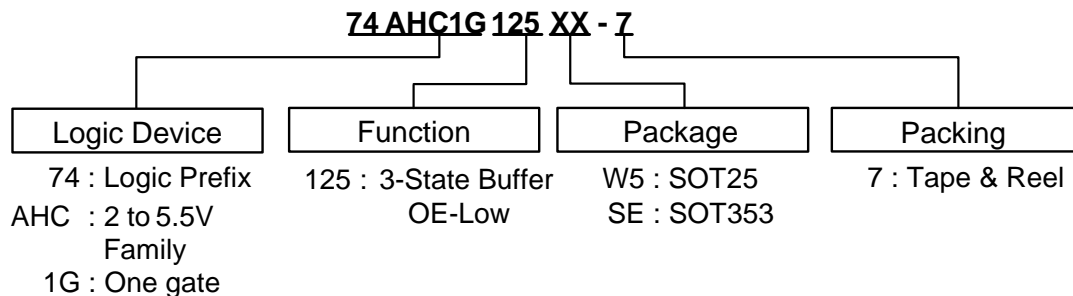 74 AHC1G 125 XX - 7
Logic Device
74 : Logic Prefix
AHC : 2 to 5.5V
Family
1G : One gate
Function
125 : 3-State Buffer
OE-Low
Package
W5 : SOT25
SE : SOT353
Packing
7 : Tape & Reel